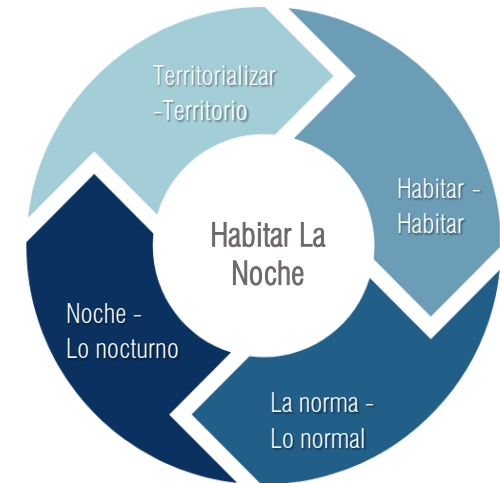 Territorializar
-Territorio
Habitar -
Habitar
Habitar La
Noche
Noche -
Lo nocturno
La norma -
Lo normal